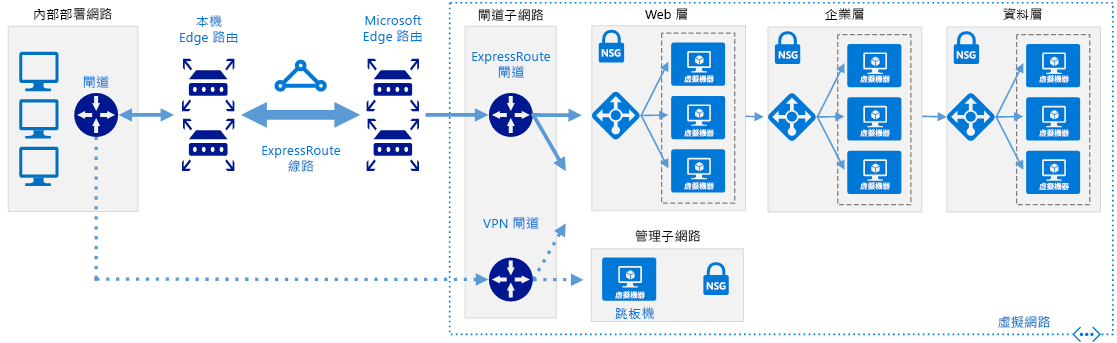 內部部署網路
閘道
本機
Edge 路由
ExpressRoute
線路
Microsoft
Edge 路由
閘道子網路
ExpressRoute
閘道
VPN 閘道
Web 層
NSG
虛擬機器
虛擬機器
虛擬機器
企業層
NSG
虛擬機器
虛擬機器
虛擬機器
資料層
NSG
虛擬機器
虛擬機器
虛擬機器
管理子網路
虛擬機器
跳板機
NSG
虛擬網路